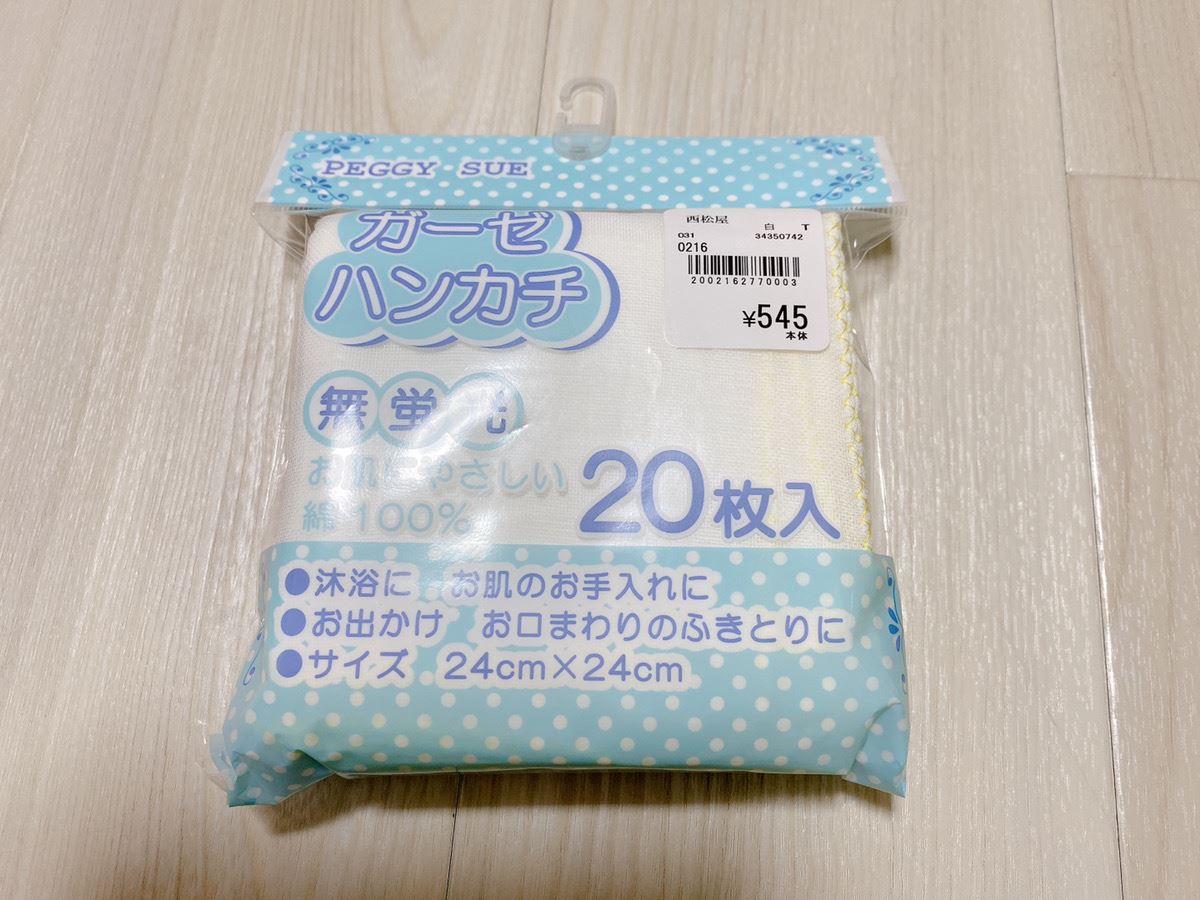 PEGGY SUE
ガーゼ
ハンカチ
西松屋 白 T
031 34350742
0216
2002162770003
¥545
本体
無蛍光
お肌にやさしい
綿100%
20枚入
●沐浴に お肌のお手入れに
●お出かけ お口まわりのふきとりに
●サイズ 24cm×24cm